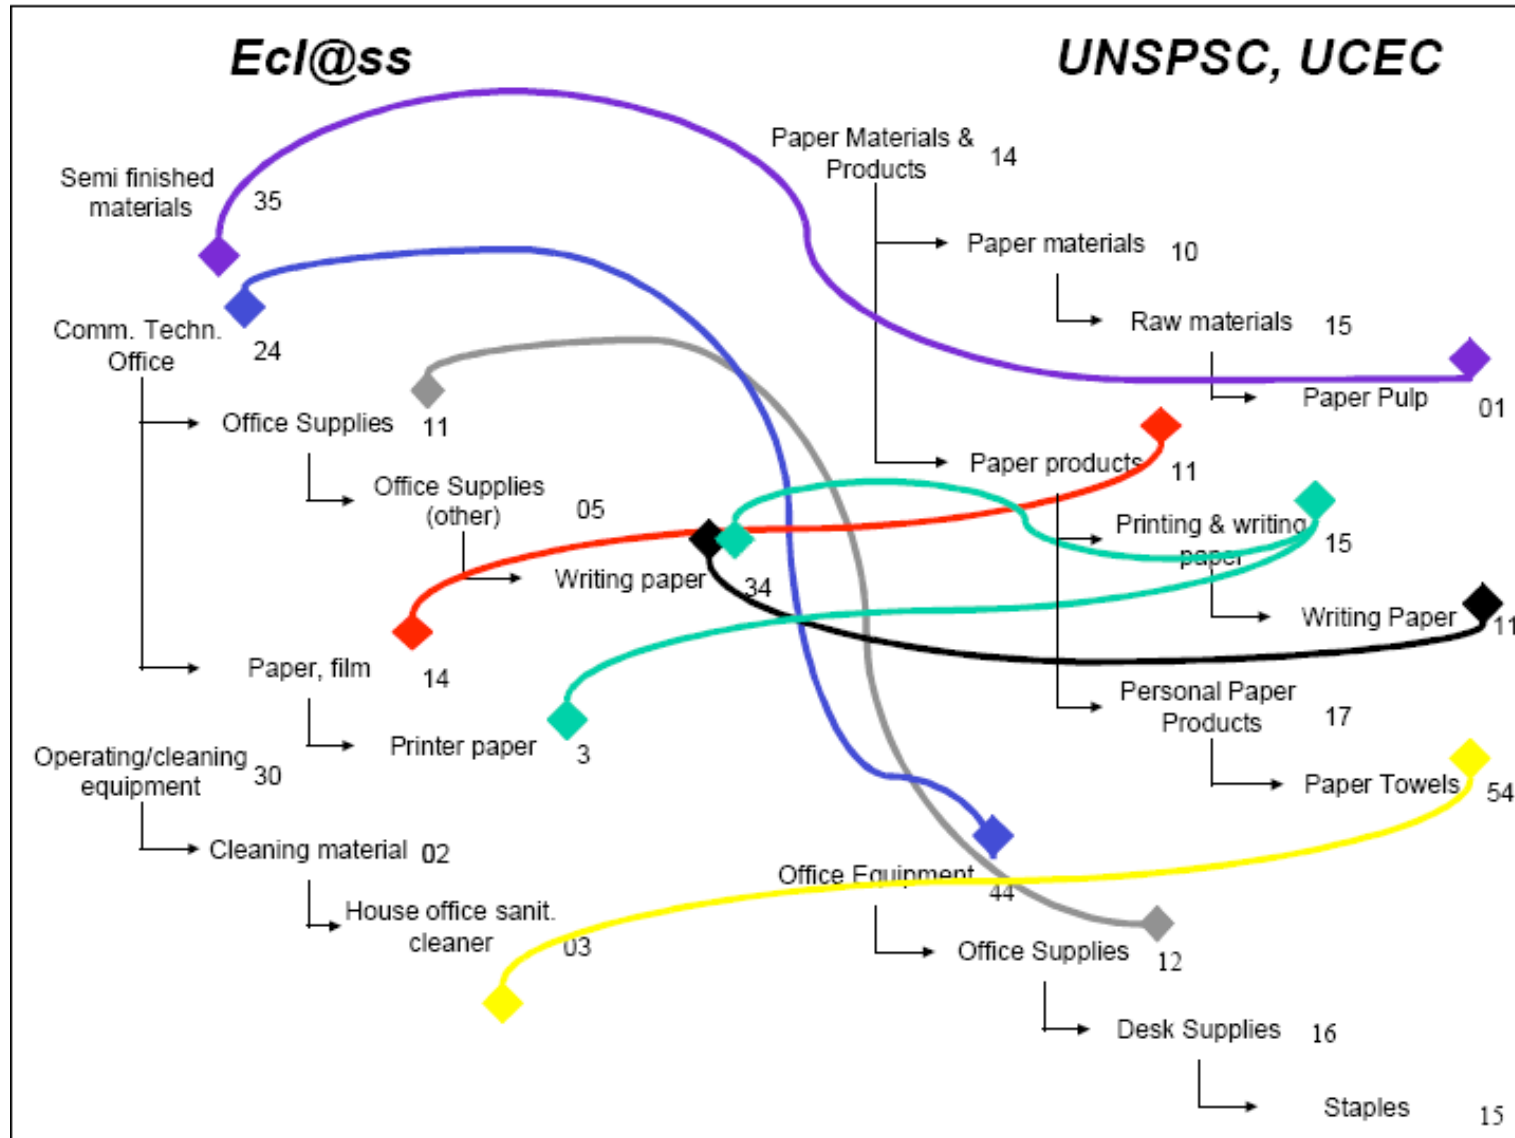 Ecl@ss
Semi finished
materials
35
Comm. Techn.
Office
24
Office Supplies
11
Office Supplies
(other)
05
Writing paper
34
Paper, film
14
Printer paper
3
Operating/cleaning
equipment
30
Cleaning material
02
House office sanit.
cleaner
03
UNSPSC, UCEC
Paper Materials &
Products
14
Paper materials
10
Raw materials
15
Paper Pulp
01
Paper products
11
Printing & writing
paper
15
Writing Paper
11
Personal Paper
Products
17
Paper Towels
54
Office Equipment
44
Office Supplies
12
Desk Supplies
16
Staples
15